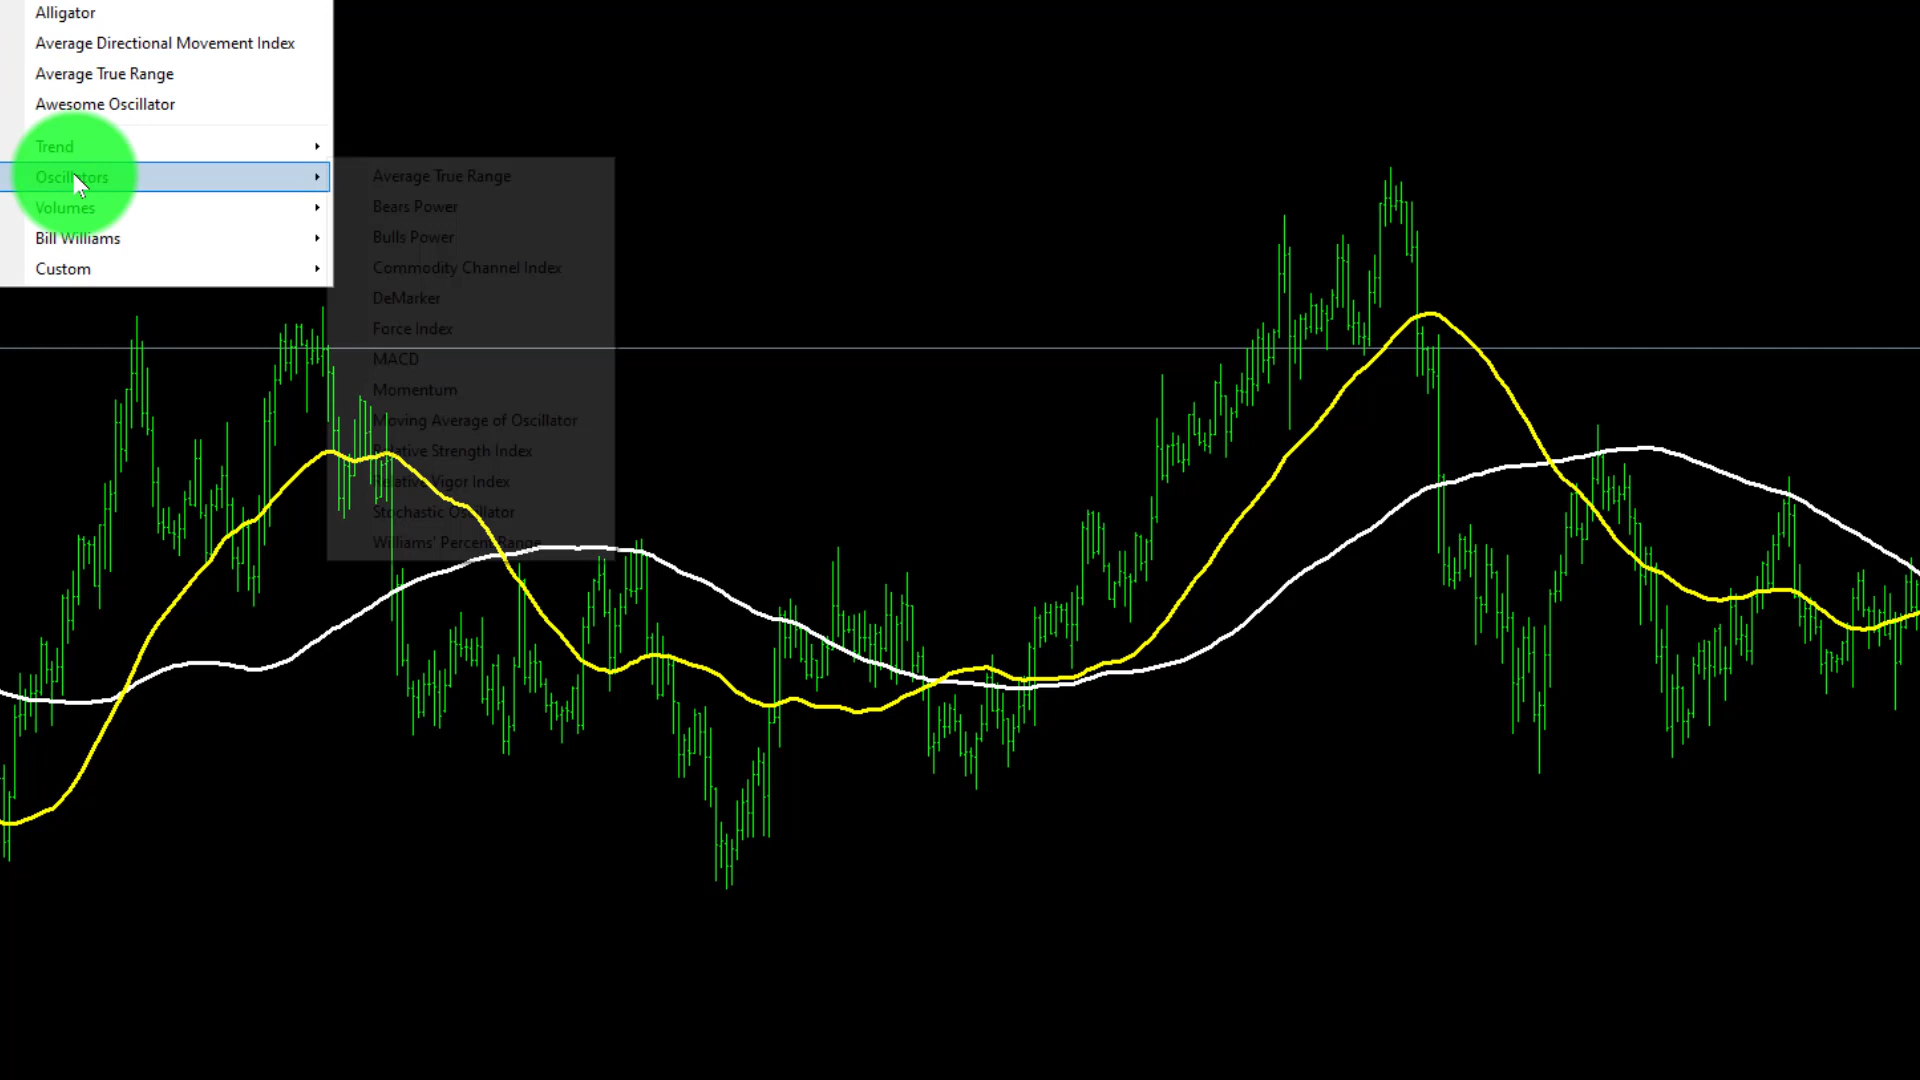 Alligator
Average Directional Movement Index
Average True Range
Awesome Oscillator
Trend
Oscillators
Volumes
Bill Williams
Custom
Average True Range
Bears Power
Bulls Power
Commodity Channel Index
DeMarker
Force Index
MACD
Momentum
Moving Average of Oscillator
Relative Strength Index
Relative Vigor Index
Stochastic Oscillator
Williams' Percent Range